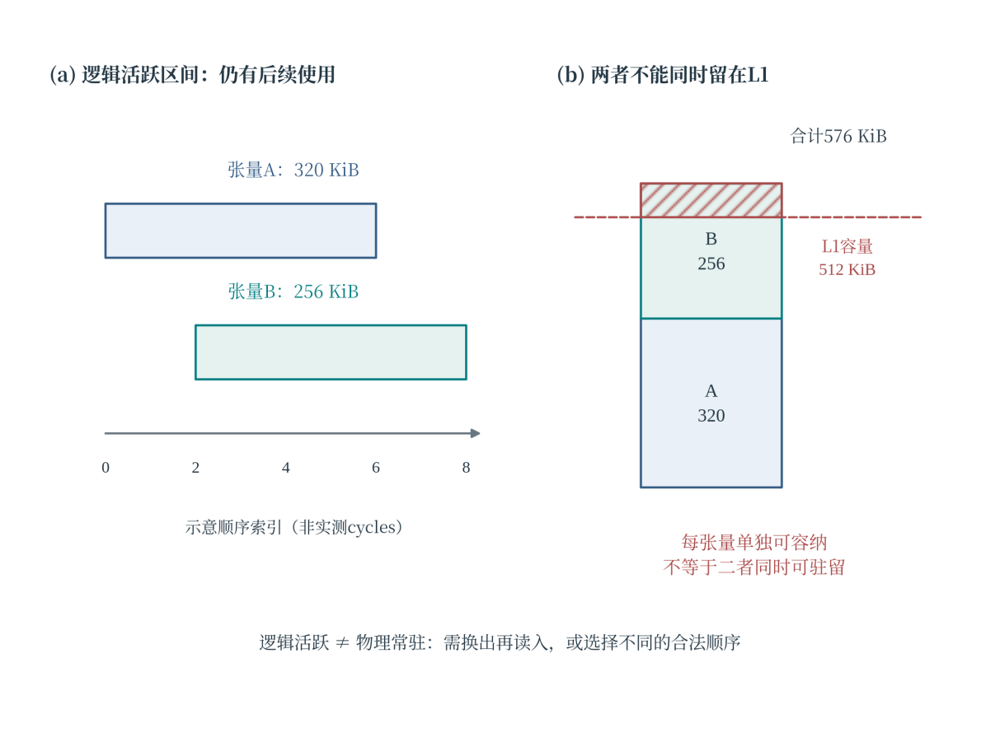 (a) 逻辑活跃区间：仍有后续使用
张量A：320 KiB
张量B：256 KiB
0 2 4 6 8
示意顺序索引（非实测cycles）
(b) 两者不能同时留在L1
合计576 KiB
B
256
L1容量
512 KiB
A
320
每张量单独可容纳
不等于二者同时可驻留
逻辑活跃 ≠ 物理常驻：需换出再读入，或选择不同的合法顺序